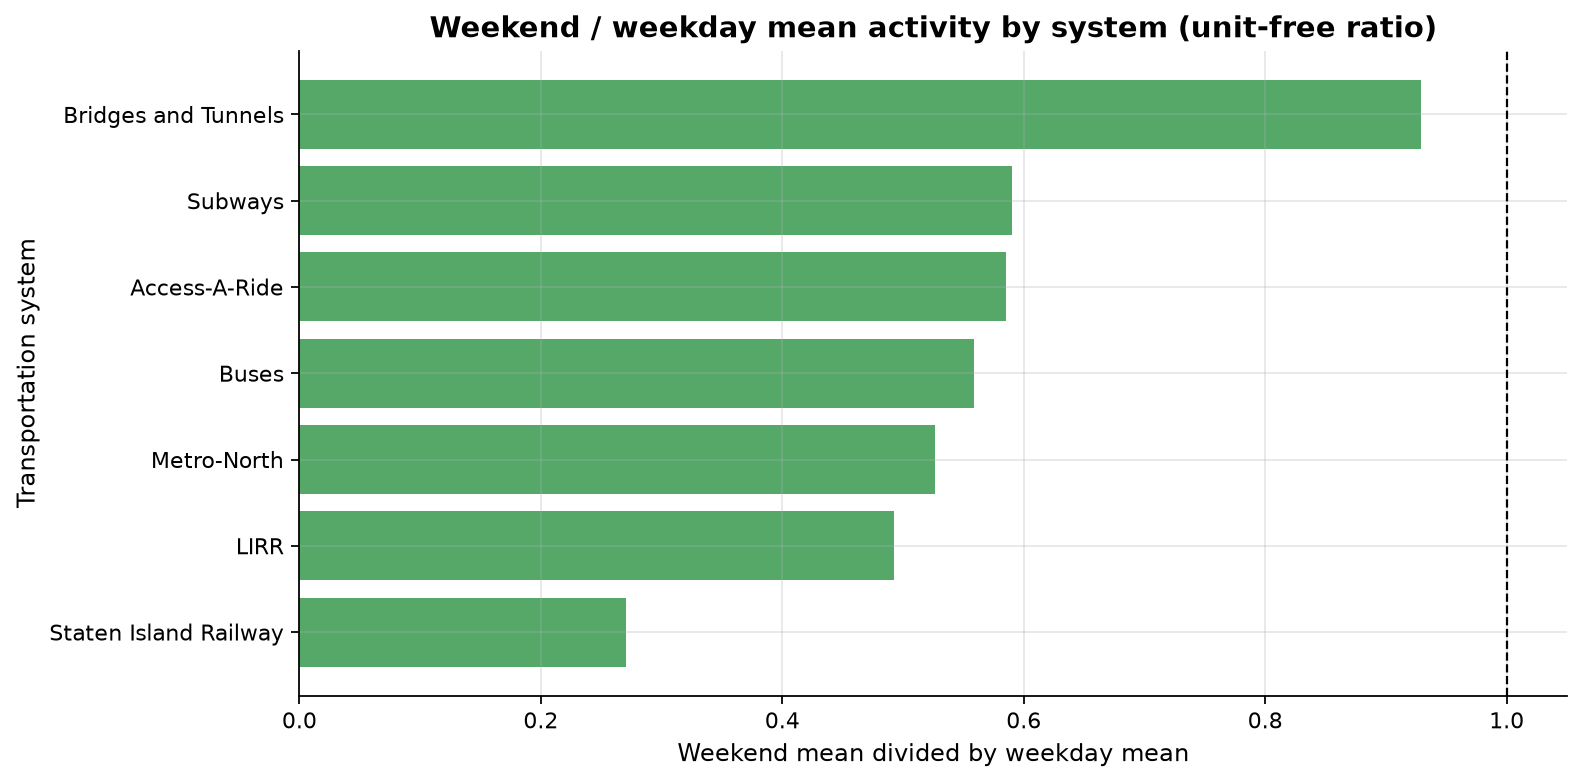 Weekend / weekday mean activity by system (unit-free ratio)
Transportation system
Bridges and Tunnels
Subways
Access-A-Ride
Buses
Metro-North
LIRR
Staten Island Railway
0.0 0.2 0.4 0.6 0.8 1.0
Weekend mean divided by weekday mean